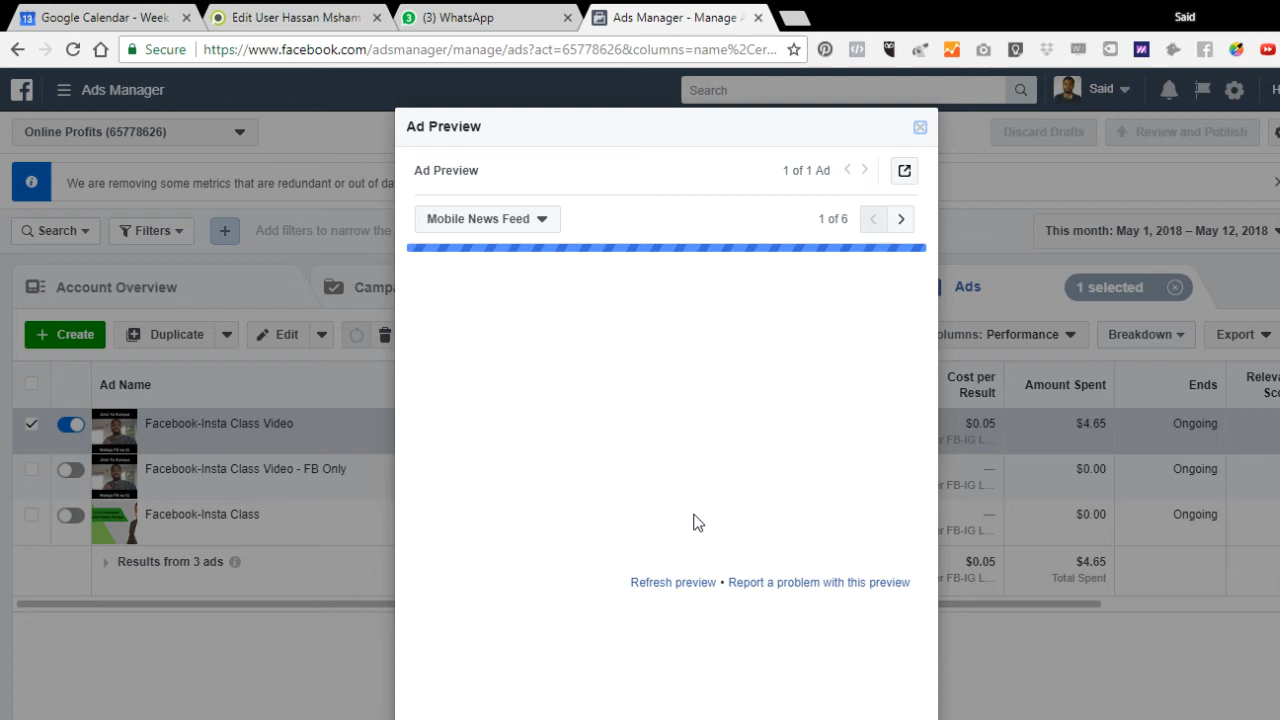 Google Calendar - Week
Edit User Hassan Msham
(3) WhatsApp
Ads Manager - Manage A
Said
Secure
https://www.facebook.com/adsmanager/manage/ads?act=65778626&columns=name%2Cer...
Ads Manager
Search
Said
Online Profits (65778626)
Discard Drafts
Review and Publish
Ad Preview
We are removing some metrics that are redundant or out of da
Ad Preview
1 of 1 Ad
Search
Filters
Add filters to narrow the
Mobile News Feed
1 of 6
This month: May 1, 2018 – May 12, 2018
Account Overview
Campa
Ads
1 selected
Create
Duplicate
Edit
olumns: Performance
Breakdown
Export
Ad Name
Cost per Result
Amount Spent
Ends
Releva
Sco
Facebook-Insta Class Video
$0.05
er FB-IG L...
$4.65
Ongoing
Facebook-Insta Class Video - FB Only
—
er FB-IG L...
$0.00
Ongoing
Facebook-Insta Class
—
er FB-IG L...
$0.00
Ongoing
Results from 3 ads
$0.05
er FB-IG L...
$4.65
Total Spent
Refresh preview • Report a problem with this preview